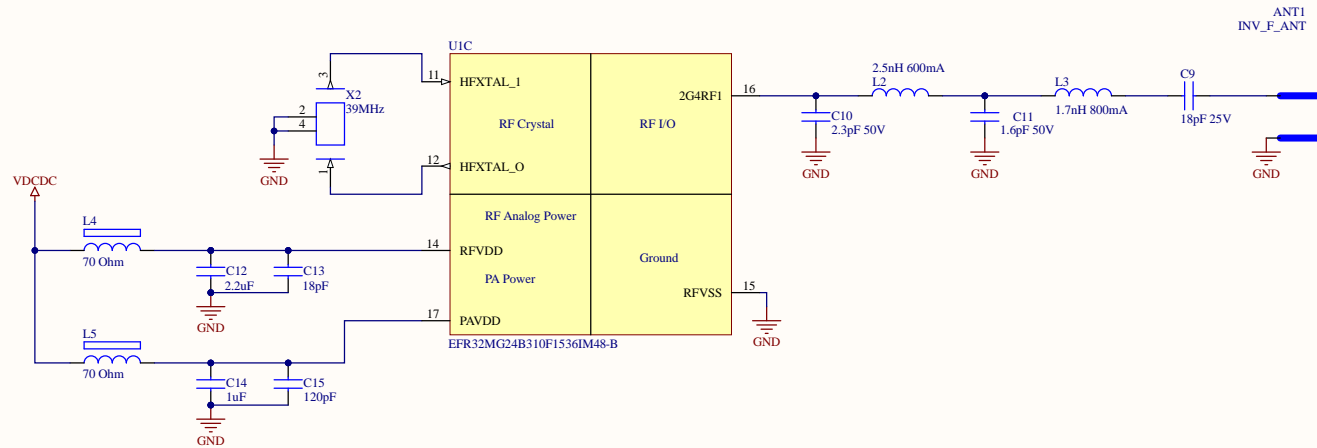 ANT1
INV_F_ANT
U1C
11
HFXTAL_1
3
X2
39MHz
2
4
1
GND
12
HFXTAL_O
RF Crystal
RF I/O
2G4RF1
16
2.5nH 600mA
L2
L3
1.7nH 800mA
C9
18pF 25V
C10
2.3pF 50V
C11
1.6pF 50V
GND
GND
GND
VDCDC
L4
70 Ohm
C12
2.2uF
C13
18pF
GND
14
RFVDD
RF Analog Power
PA Power
Ground
RFVSS
15
GND
17
PAVDD
EFR32MG24B310F1536IM48-B
L5
70 Ohm
C14
1uF
C15
120pF
GND